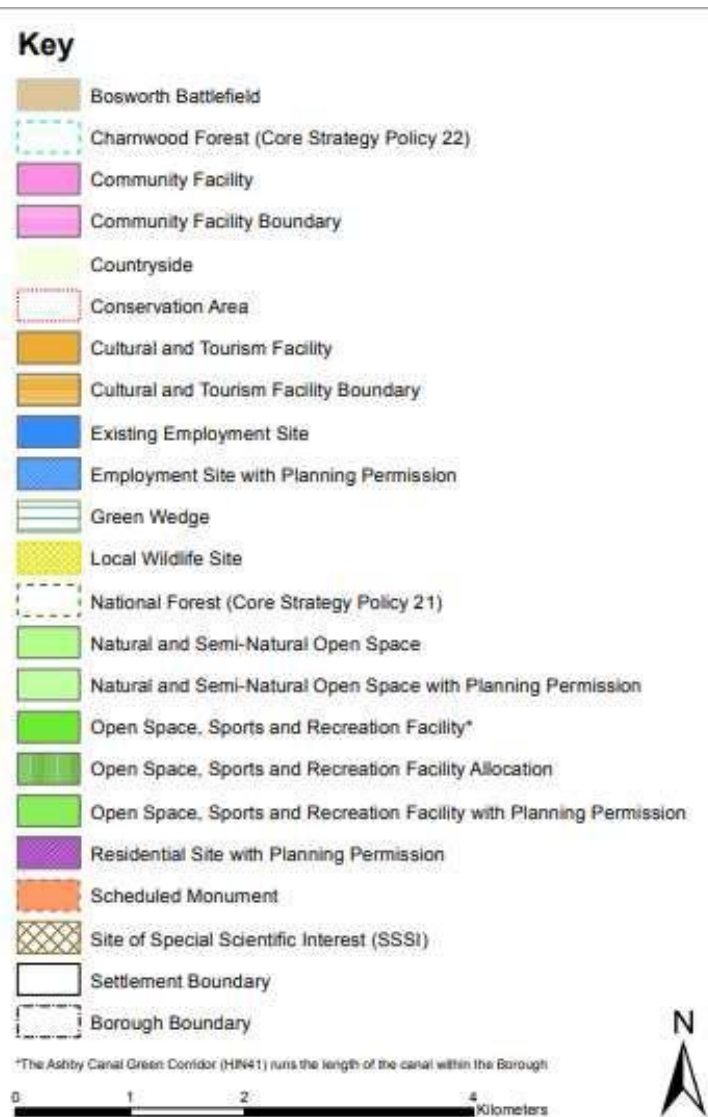 Key
Bosworth Battlefield
Charnwood Forest (Core Strategy Policy 22)
Community Facility
Community Facility Boundary
Countryside
Conservation Area
Cultural and Tourism Facility
Cultural and Tourism Facility Boundary
Existing Employment Site
Employment Site with Planning Permission
Green Wedge
Local Wildlife Site
National Forest (Core Strategy Policy 21)
Natural and Semi-Natural Open Space
Natural and Semi-Natural Open Space with Planning Permission
Open Space, Sports and Recreation Facility*
Open Space, Sports and Recreation Facility Allocation
Open Space, Sports and Recreation Facility with Planning Permission
Residential Site with Planning Permission
Scheduled Monument
Site of Special Scientific Interest (SSSI)
Settlement Boundary
Borough Boundary
N
*The Ashby Canal Green Corridor (HIN41) runs the length of the canal within the Borough
0 1 2 4
Kilometers